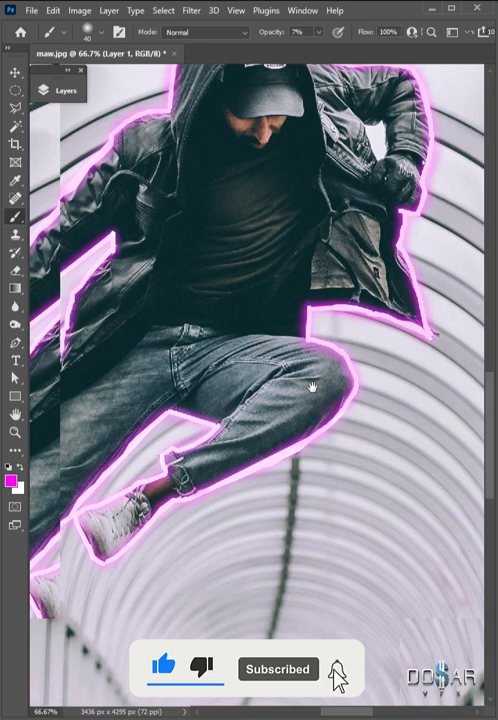 Ps File Edit Image Layer Type Select Filter 3D View Plugins Window Help
40 Mode: Normal Opacity: 7% Flow: 100%
maw.jpg @ 66.7% (Layer 1, RGB/8) *
Layers
Subscribed
DOSAR
VFX
66.67% 3436 px x 4295 px (72 ppi)